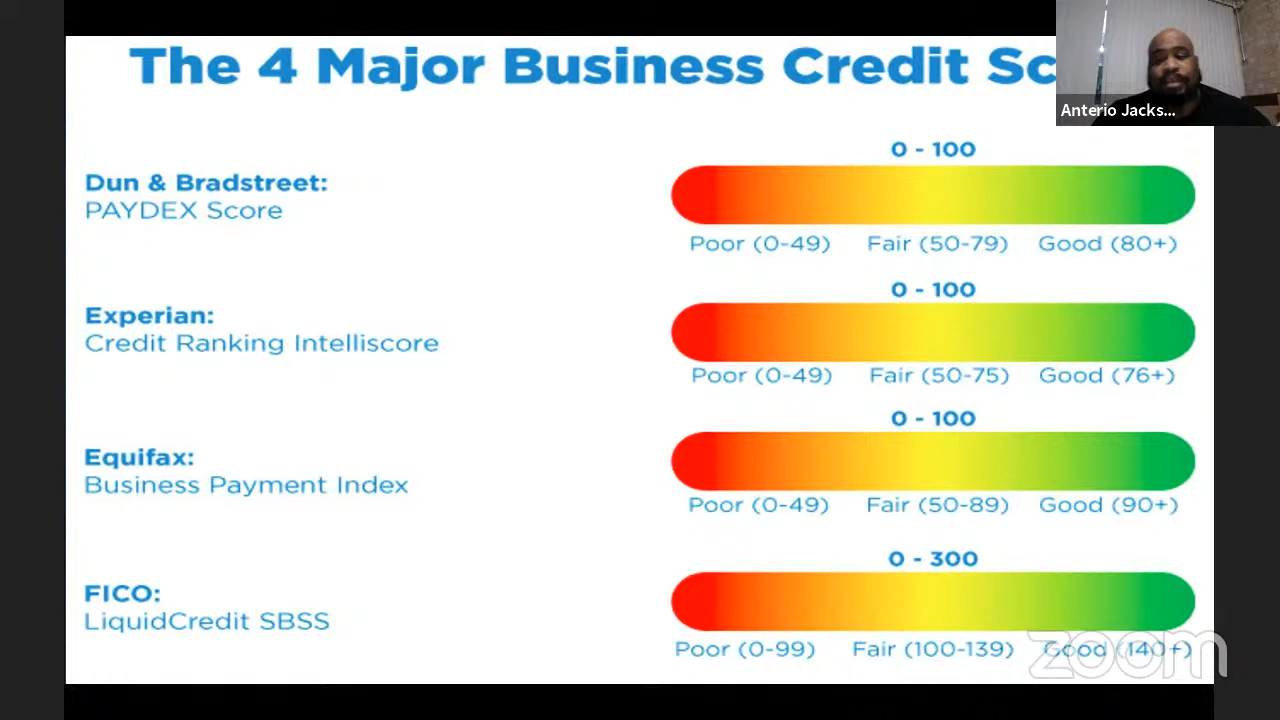 The 4 Major Business Credit Sc
Anterio Jacks...
Dun & Bradstreet:
PAYDEX Score
0 - 100
Poor (0-49) Fair (50-79) Good (80+)
Experian:
Credit Ranking Intelliscore
0 - 100
Poor (0-49) Fair (50-75) Good (76+)
Equifax:
Business Payment Index
0 - 100
Poor (0-49) Fair (50-89) Good (90+)
FICO:
LiquidCredit SBSS
0 - 300
Poor (0-99) Fair (100-139) Good (140+)
zoom